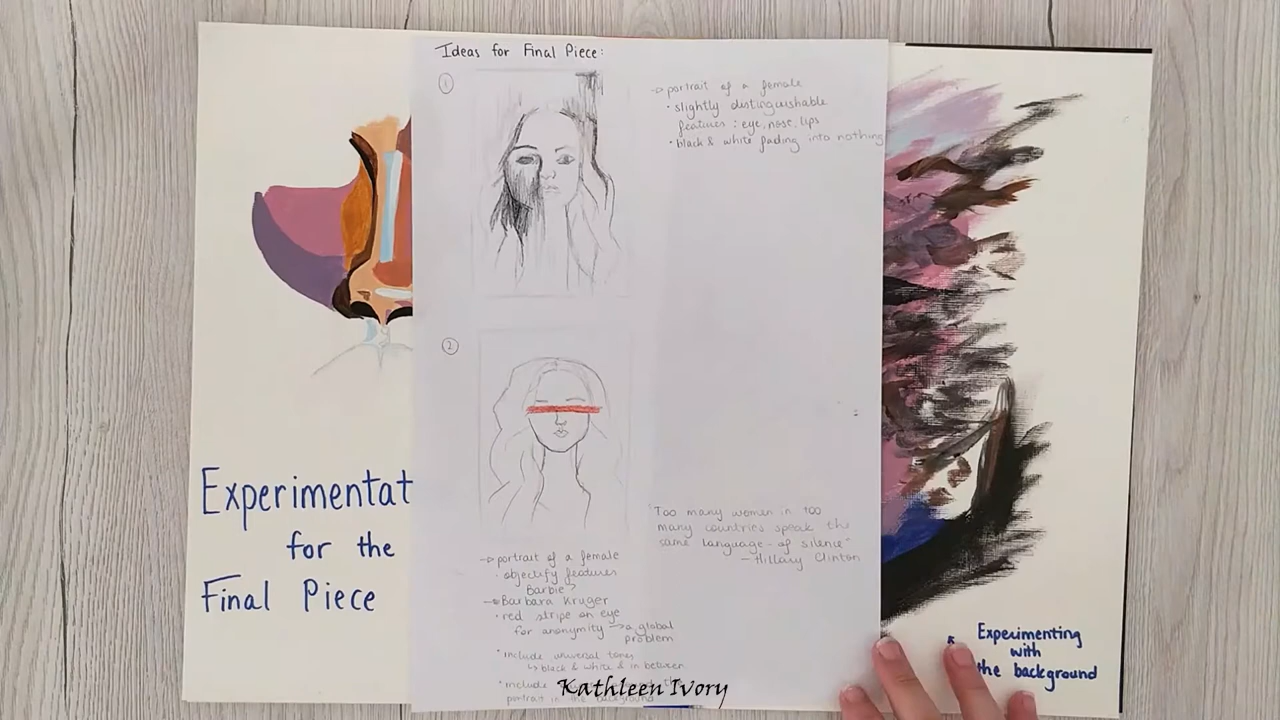 Ideas for Final Piece:
①
→ portrait of a female
· slightly distinguishable
features : eye, nose, lips
· black & white fading into nothing
②
"Too many women in too
many countries speak the
same language - of silence"
- Hillary Clinton
→ portrait of a female
· objectify features
Barbie?
→ Barbara Kruger
· red stripe on eye
for anonymity → a global
problem
· include universal tones
↳ black & white & in between
· include
portrait in the background
Kathleen Ivory
Experimentat
for the
Final Piece
Experimenting
with
the background